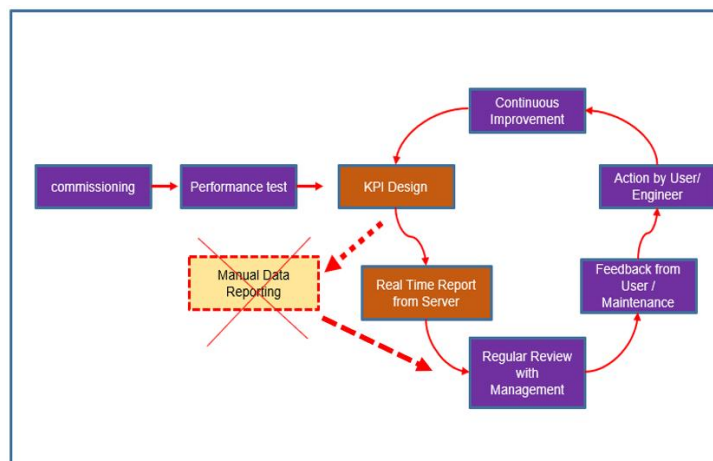 Continuous
Improvement
commissioning
Performance test
KPI Design
Action by User/
Engineer
Manual Data
Reporting
Real Time Report
from Server
Feedback from
User /
Maintenance
Regular Review
with
Management